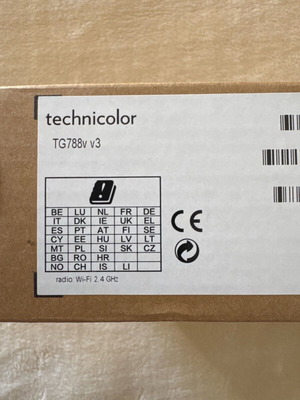 technicolor
TG788v v3
BE LU NL FR DE
IT DK IE UK EL
ES PT AT FI SE
CY EE HU LV LT
MT PL SI SK CZ
BG RO HR
NO CH IS LI
CE
radio: Wi-Fi 2,4 GHz